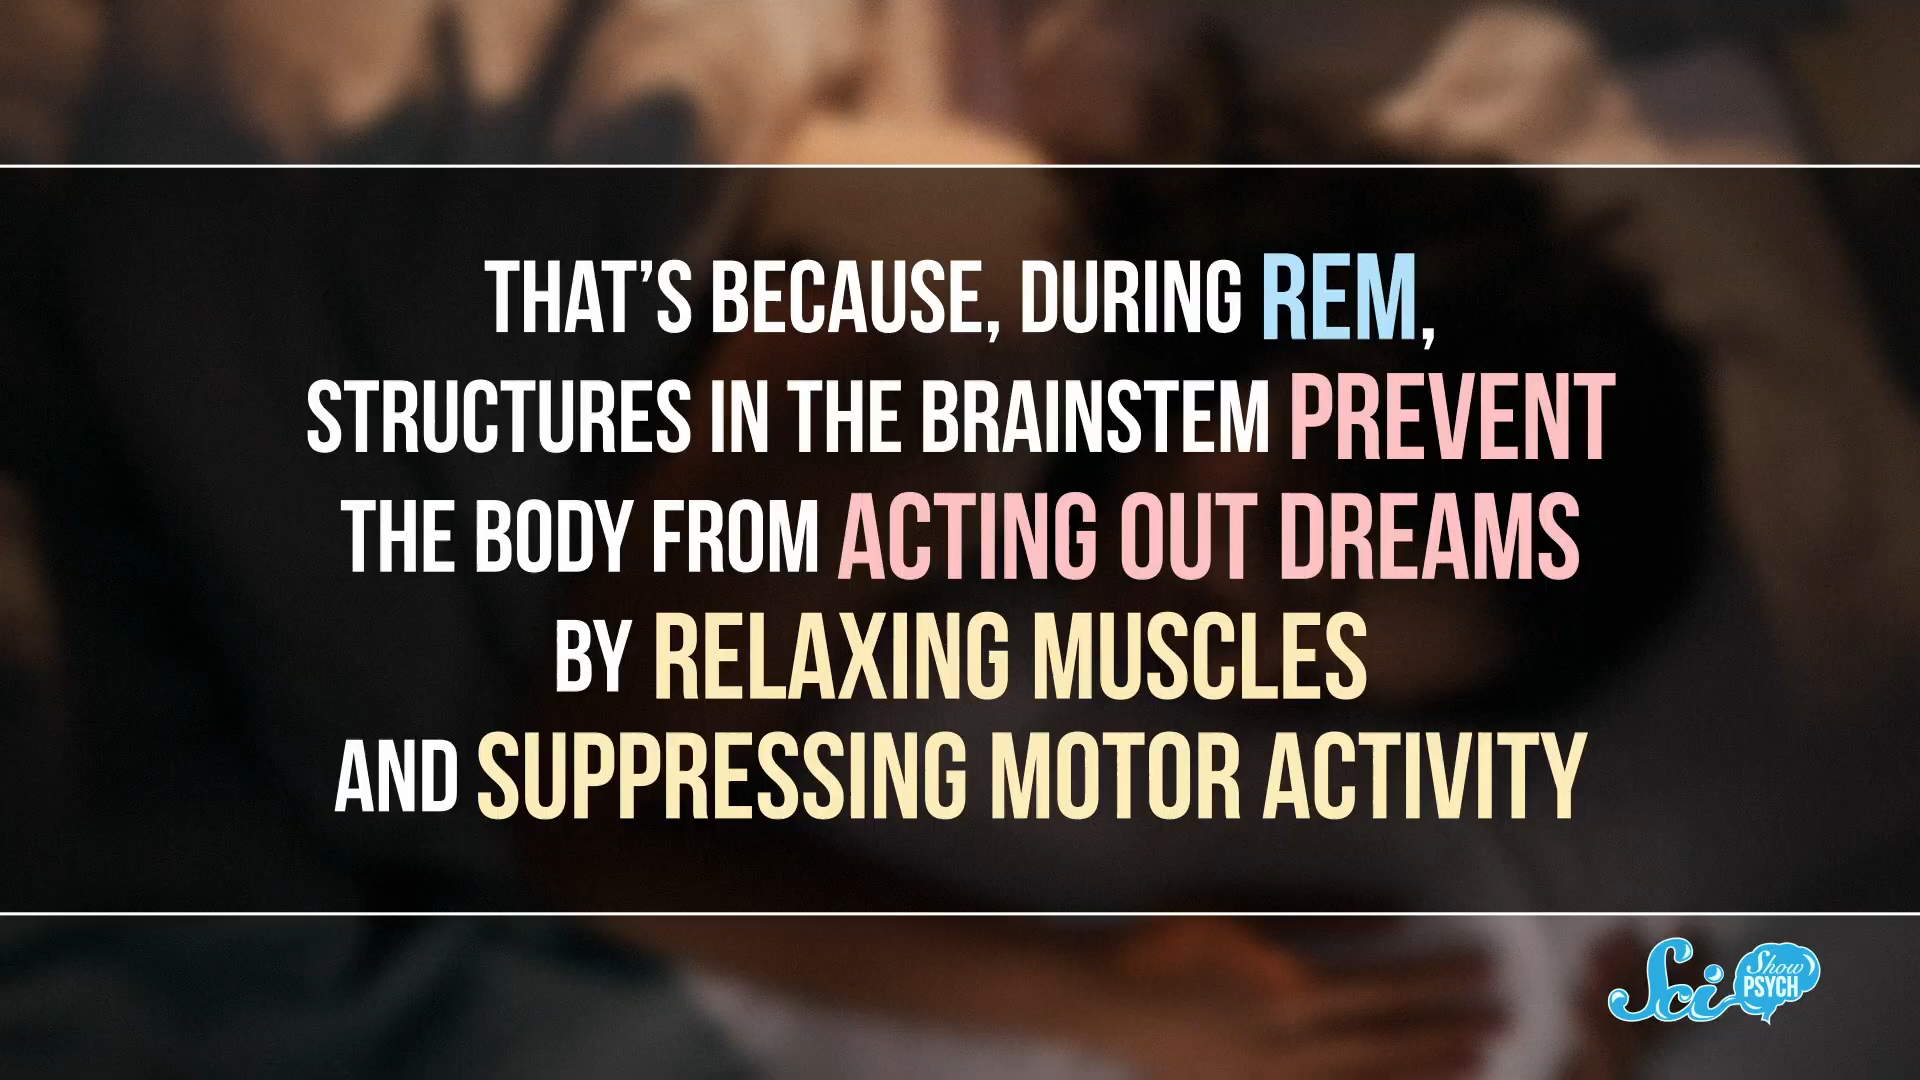 THAT'S BECAUSE, DURING REM,
STRUCTURES IN THE BRAINSTEM PREVENT
THE BODY FROM ACTING OUT DREAMS
BY RELAXING MUSCLES
AND SUPPRESSING MOTOR ACTIVITY
Sci Show
PSYCH